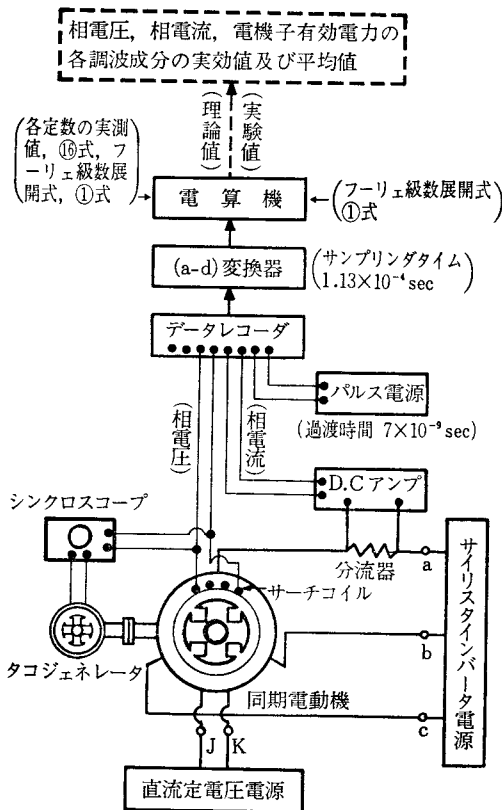 相電圧，相電流，電機子有効電力の
各調波成分の実効値及び平均値
(理論値)
(実験値)
(各定数の実測
値，⑯式，フ
ーリェ級数展
開式，①式)
電算機
(フーリェ級数展開式)
①式
(a-d)変換器
(サンプリンダタイム
1.13×10⁻⁴sec)
データレコーダ
パルス電源
(過渡時間 7×10⁻⁹sec)
(相電圧)
(相電流)
D.Cアンプ
シンクロスコープ
分流器
a
サーチコイル
サイリスタインバータ電源
b
タコジェネレータ
同期電動機
c
J K
直流定電圧電源